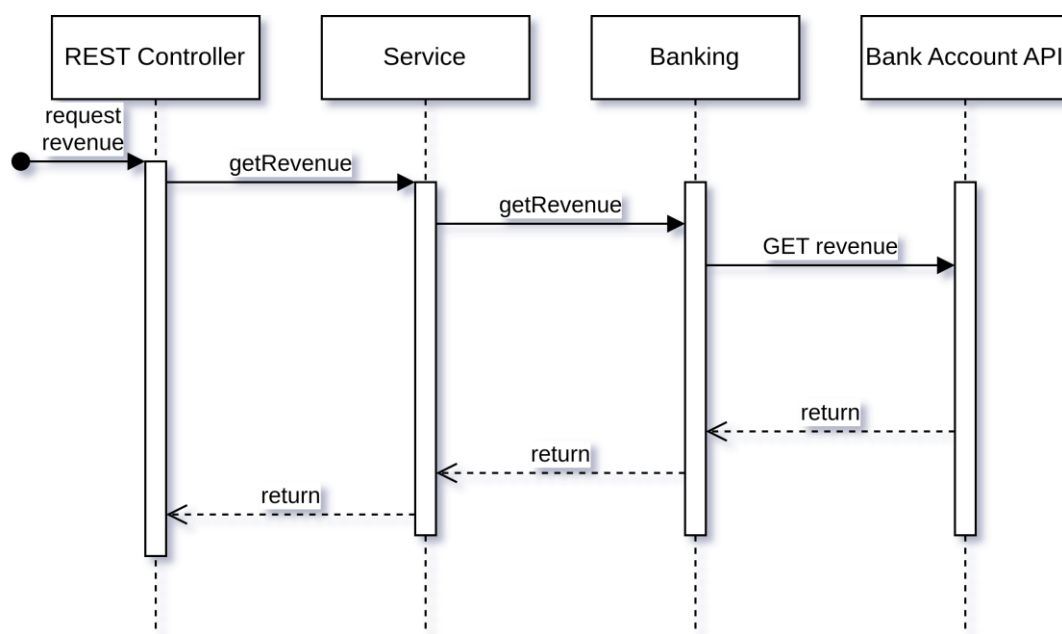 REST Controller
Service
Banking
Bank Account API
request
revenue
getRevenue
getRevenue
GET revenue
return
return
return